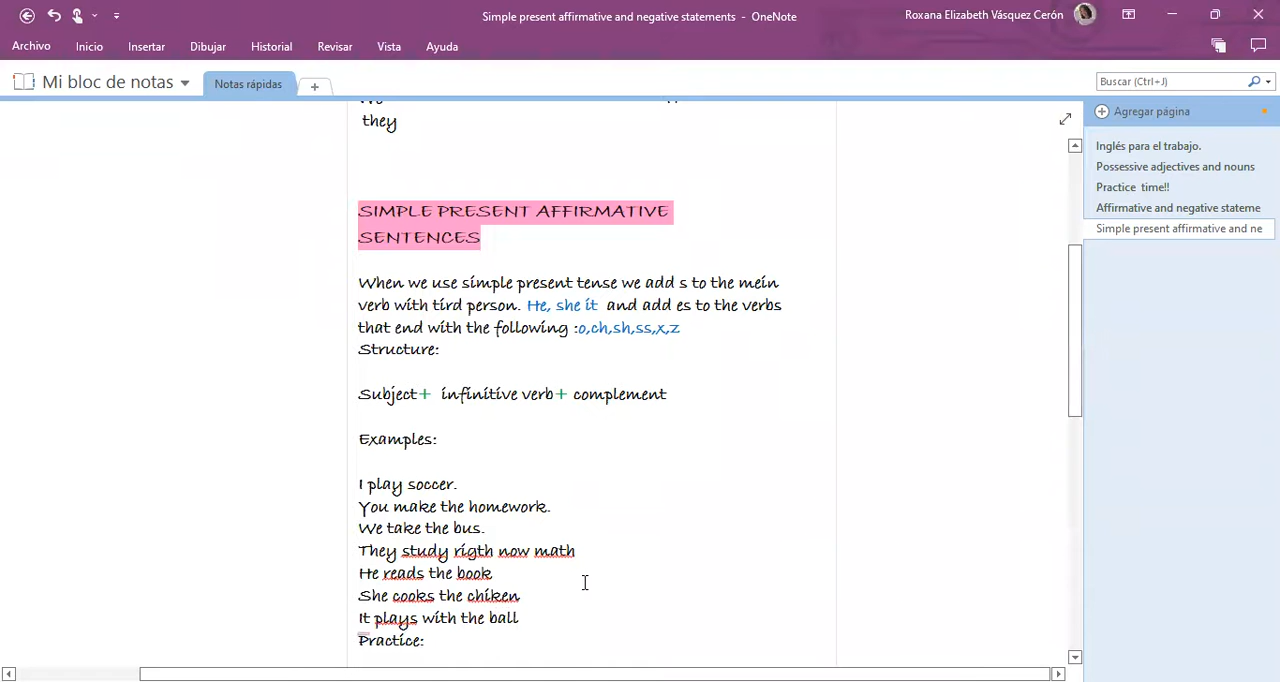 Simple present affirmative and negative statements - OneNote
Roxana Elizabeth Vásquez Cerón
Archivo Inicio Insertar Dibujar Historial Revisar Vista Ayuda
Mi bloc de notas Notas rápidas +
Buscar (Ctrl+J)
Agregar página
Inglés para el trabajo.
Possessive adjectives and nouns
Practice time!!
Affirmative and negative stateme
Simple present affirmative and ne
they
SIMPLE PRESENT AFFIRMATIVE
SENTENCES
When we use simple present tense we add s to the mein
verb with tird person. He, she it and add es to the verbs
that end with the following :o,ch,sh,ss,x,z
Structure:
Subject+ infinitive verb+ complement
Examples:
I play soccer.
You make the homework.
We take the bus.
They study rigth now math
He reads the book
She cooks the chiken
It plays with the ball
Practice: